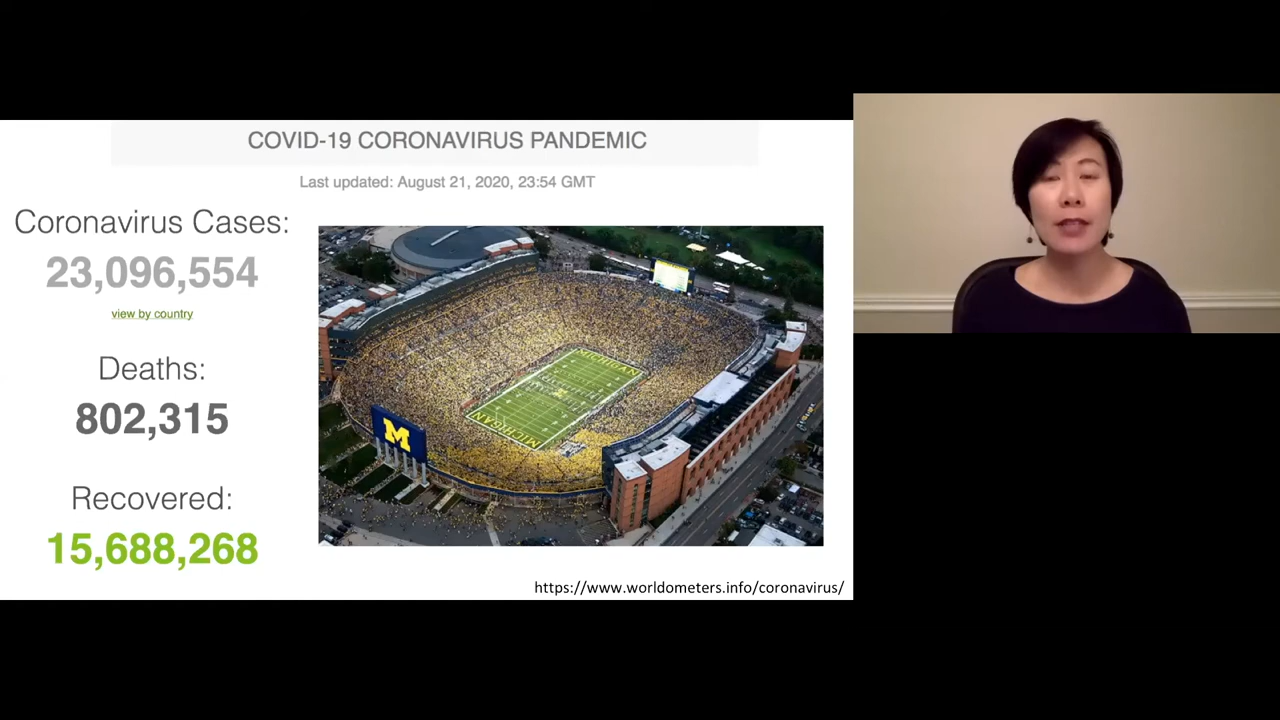 COVID-19 CORONAVIRUS PANDEMIC
Last updated: August 21, 2020, 23:54 GMT
Coronavirus Cases:
23,096,554
view by country
Deaths:
802,315
Recovered:
15,688,268
MICHIGAN
MICHIGAN
M
https://www.worldometers.info/coronavirus/